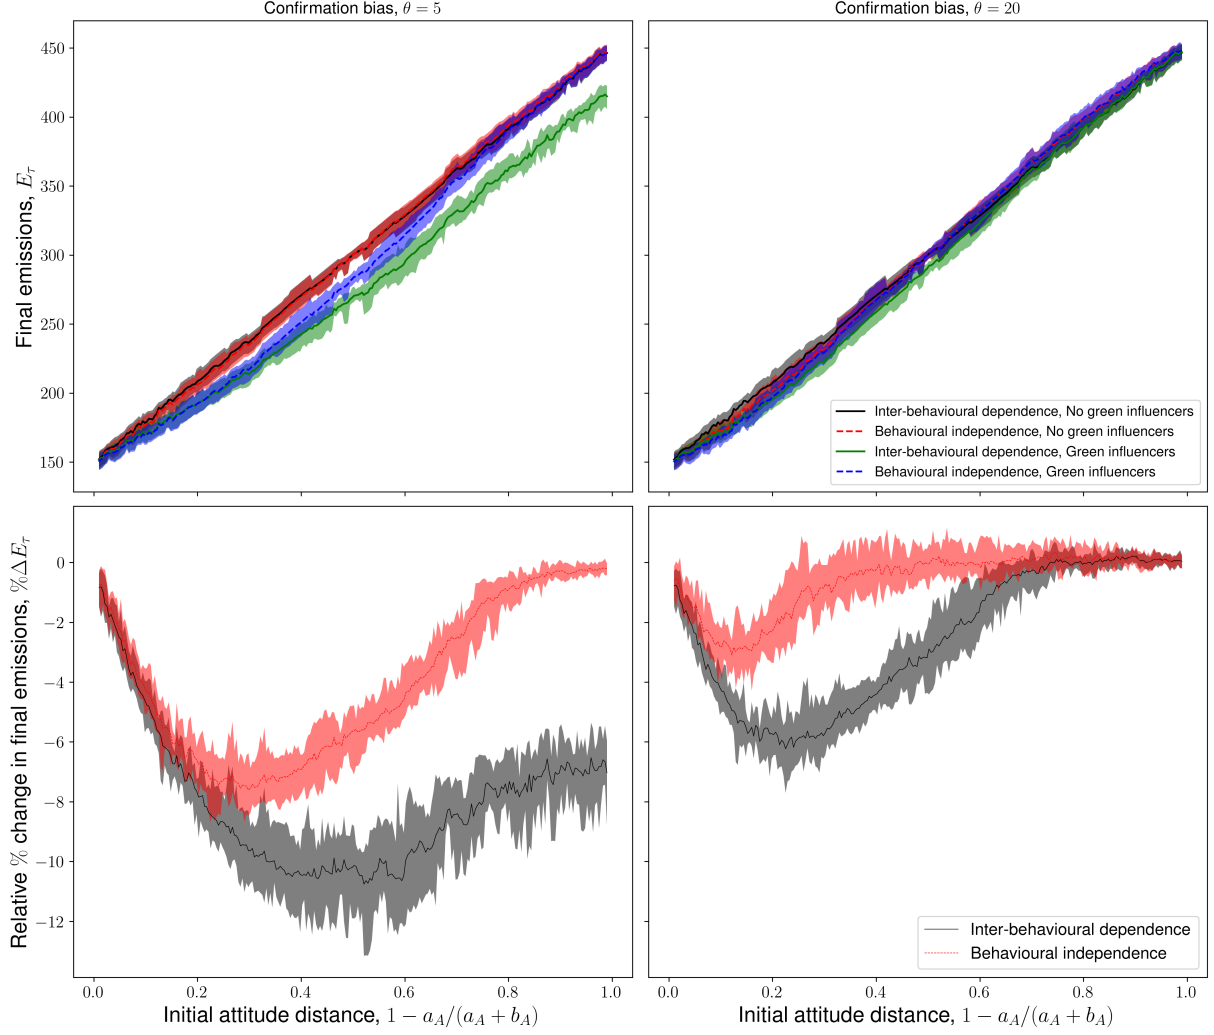 Confirmation bias, θ = 5
Confirmation bias, θ = 20
Final emissions, E_τ
450
400
350
300
250
200
150
Inter-behavioural dependence, No green influencers
Behavioural independence, No green influencers
Inter-behavioural dependence, Green influencers
Behavioural independence, Green influencers
Relative % change in final emissions, %ΔE_τ
0
−2
−4
−6
−8
−10
−12
Inter-behavioural dependence
Behavioural independence
0.0 0.2 0.4 0.6 0.8 1.0
0.0 0.2 0.4 0.6 0.8 1.0
Initial attitude distance, 1 − a_A/(a_A + b_A)
Initial attitude distance, 1 − a_A/(a_A + b_A)